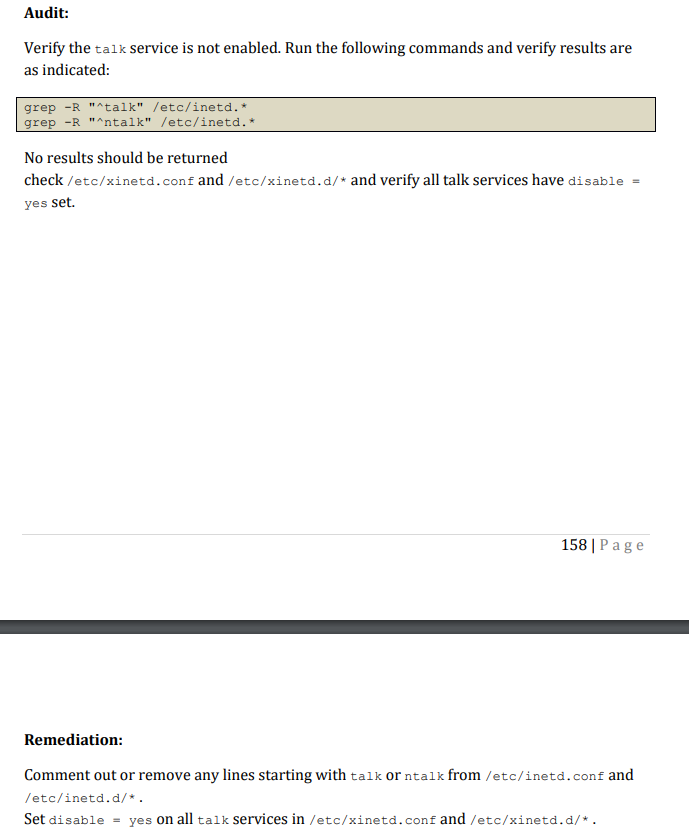 Audit:
Verify the talk service is not enabled. Run the following commands and verify results are
as indicated:
grep -R "^talk" /etc/inetd.*
grep -R "^ntalk" /etc/inetd.*
No results should be returned
check /etc/xinetd.conf and /etc/xinetd.d/* and verify all talk services have disable =
yes set.
158 | P a g e
Remediation:
Comment out or remove any lines starting with talk or ntalk from /etc/inetd.conf and
/etc/inetd.d/*.
Set disable = yes on all talk services in /etc/xinetd.conf and /etc/xinetd.d/*.